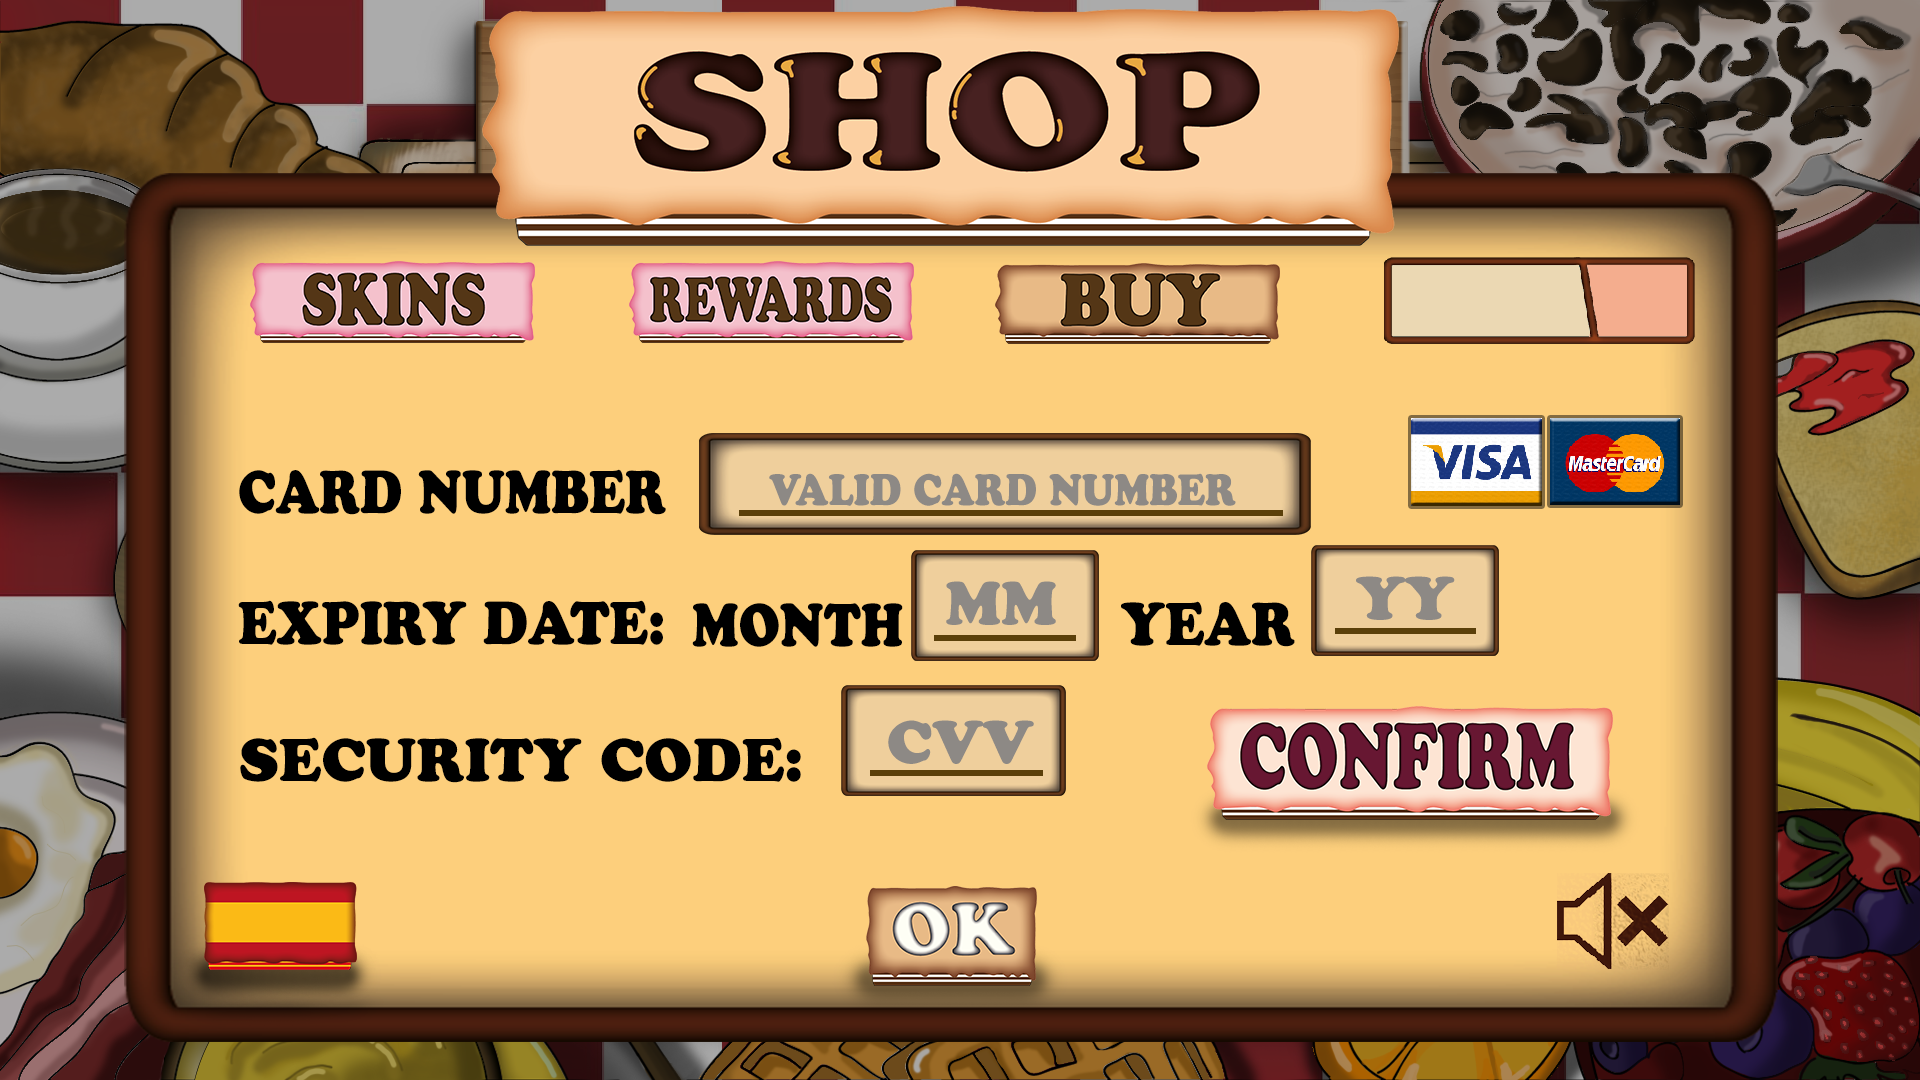 SHOP
SKINS
REWARDS
BUY
CARD NUMBER
VALID CARD NUMBER
VISA
MasterCard
EXPIRY DATE: MONTH
MM
YEAR
YY
SECURITY CODE:
CVV
CONFIRM
OK